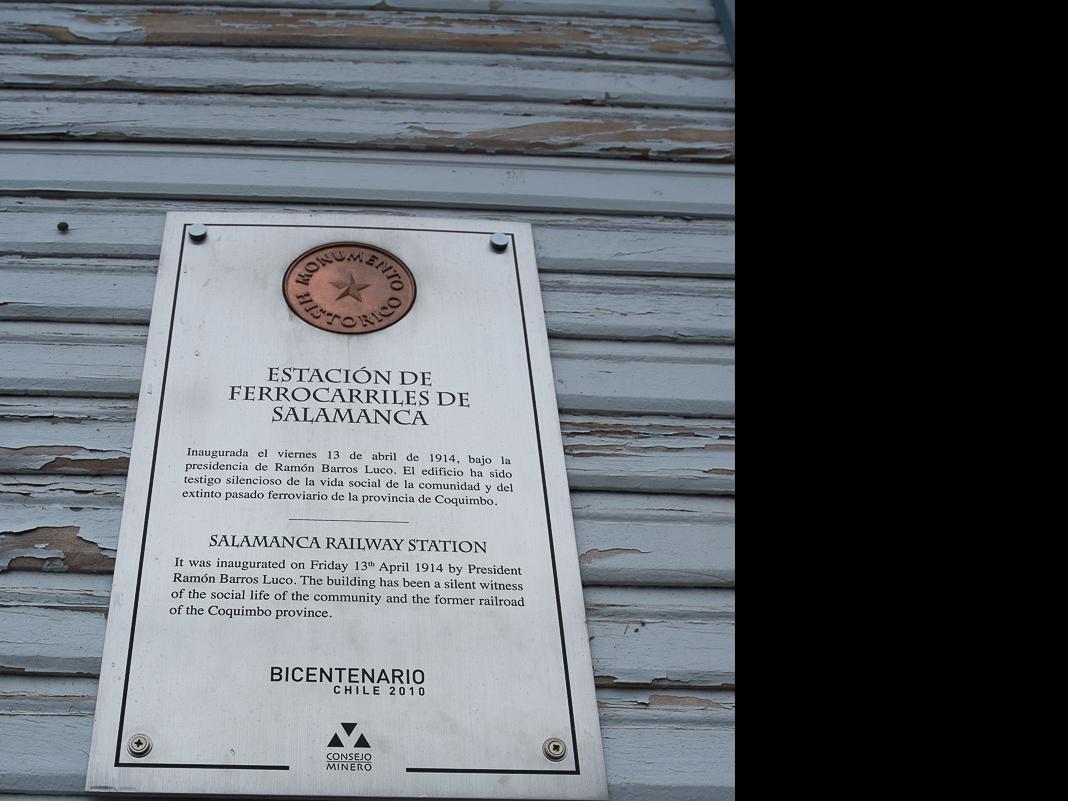 MONUMENTO
HISTORICO
ESTACIÓN DE
FERROCARRILES DE
SALAMANCA
Inaugurada el viernes 13 de abril de 1914, bajo la
presidencia de Ramón Barros Luco. El edificio ha sido
testigo silencioso de la vida social de la comunidad y del
extinto pasado ferroviario de la provincia de Coquimbo.
SALAMANCA RAILWAY STATION
It was inaugurated on Friday 13th April 1914 by President
Ramón Barros Luco. The building has been a silent witness
of the social life of the community and the former railroad
of the Coquimbo province.
BICENTENARIO
CHILE 2010
CONSEJO
MINERO